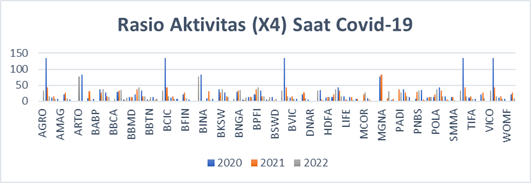 Rasio Aktivitas (X4) Saat Covid-19
150
100
50
0
AGRO AMAG ARTO BABP BBCA BBMD BBTN BCIC BFIN BINA BKSW BNGA BPFI BSWD BVIC DNAR HDFA LIFE MCOR MGNA PADI PNBS POLA SMMA TIFA VICO WOMF
2020 2021 2022